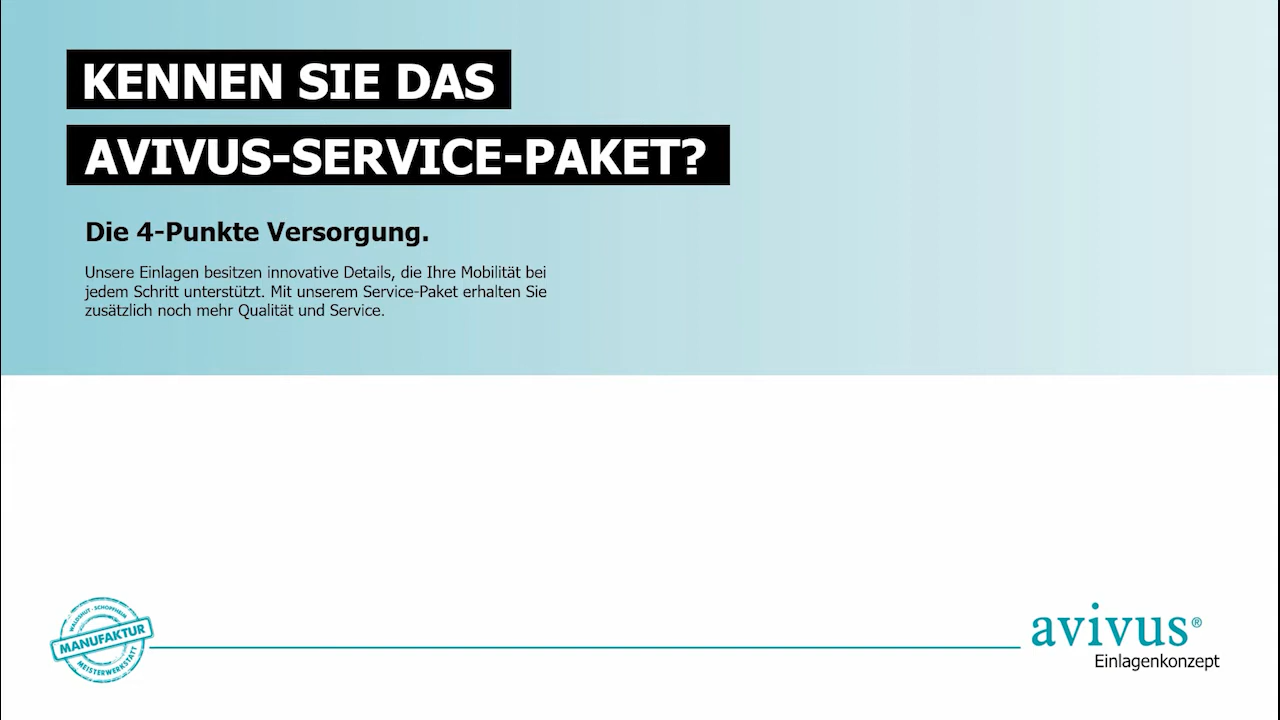 KENNEN SIE DAS
AVIVUS-SERVICE-PAKET?
Die 4-Punkte Versorgung.
Unsere Einlagen besitzen innovative Details, die Ihre Mobilität bei
jedem Schritt unterstützt. Mit unserem Service-Paket erhalten Sie
zusätzlich noch mehr Qualität und Service.
WALDSHUT - SCHOPFHEIM
MANUFAKTUR
MEISTERWERKSTATT
avivus®
Einlagenkonzept